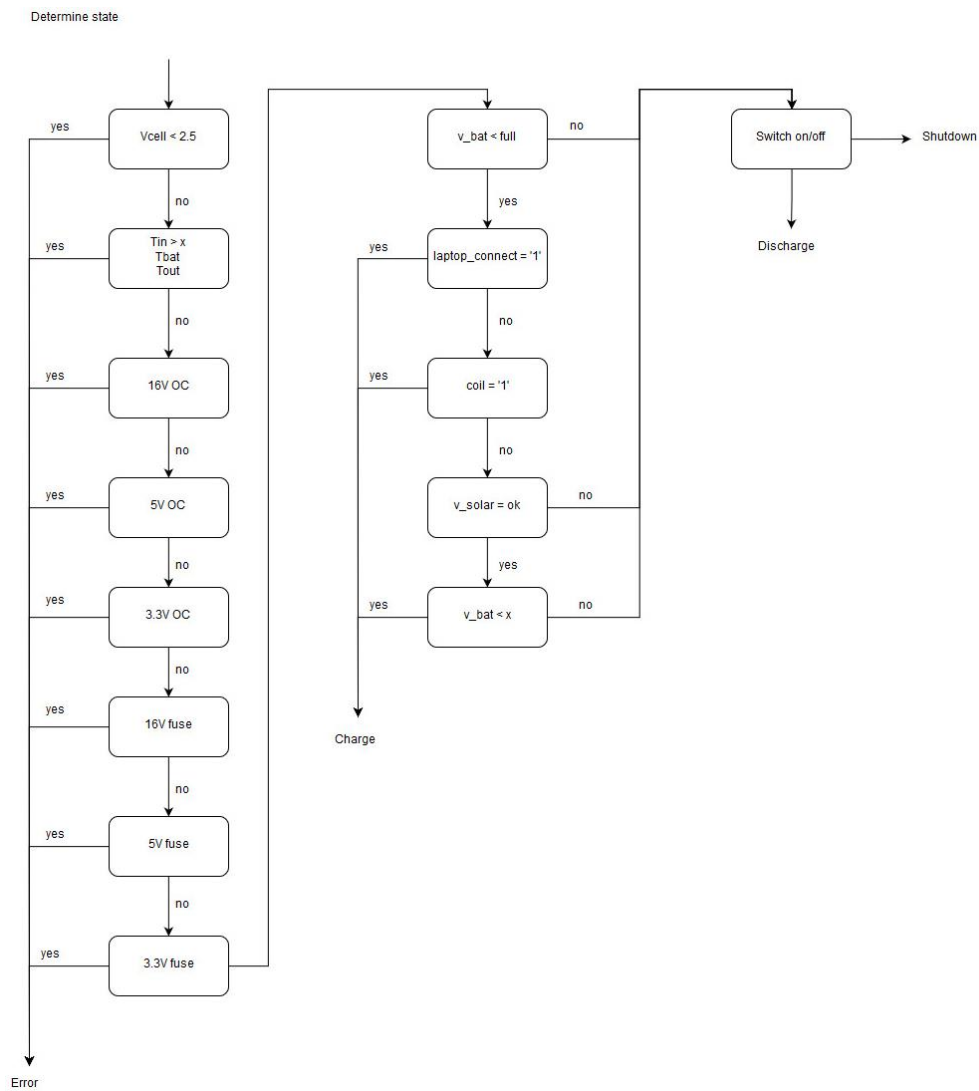 Determine state
yes
Vcell < 2.5
no
yes
Tin > x
Tbat
Tout
no
yes
16V OC
no
yes
5V OC
no
yes
3.3V OC
no
yes
16V fuse
no
yes
5V fuse
no
yes
3.3V fuse
Error
v_bat < full
no
yes
yes
laptop_connect = '1'
no
yes
coil = '1'
no
v_solar = ok
no
yes
yes
v_bat < x
no
Charge
Switch on/off
Shutdown
Discharge